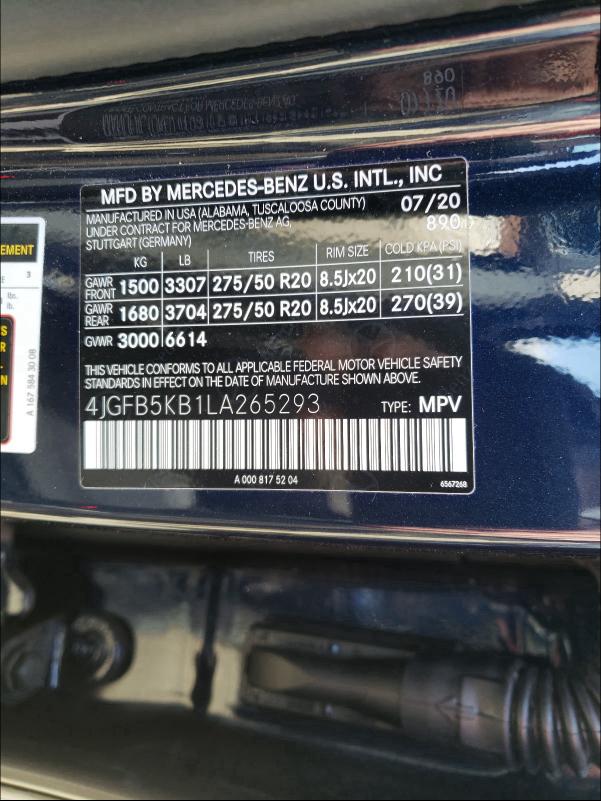 MFD BY MERCEDES-BENZ U.S. INTL., INC
MANUFACTURED IN USA (ALABAMA, TUSCALOOSA COUNTY) 07/20
UNDER CONTRACT FOR MERCEDES-BENZ AG, 890
STUTTGART (GERMANY)
KG LB TIRES RIM SIZE COLD KPA (PSI)
GAWR FRONT 1500 3307 275/50 R20 8.5Jx20 210(31)
GAWR REAR 1680 3704 275/50 R20 8.5Jx20 270(39)
GVWR 3000 6614
THIS VEHICLE CONFORMS TO ALL APPLICABLE FEDERAL MOTOR VEHICLE SAFETY
STANDARDS IN EFFECT ON THE DATE OF MANUFACTURE SHOWN ABOVE.
4JGFB5KB1LA265293 TYPE: MPV
A 000 817 52 04 6567268
EMENT
3
lbs.
lb.
A 167 584 30 08